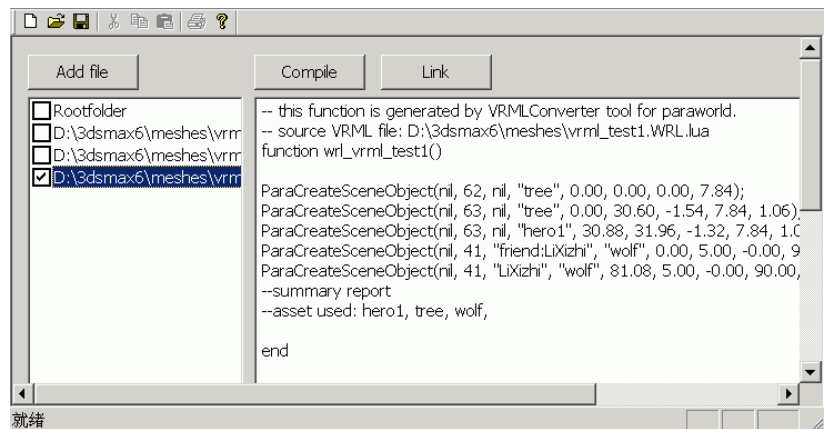 Add file
Compile
Link
Rootfolder
D:\3dsmax6\meshes\vrm
D:\3dsmax6\meshes\vrm
D:\3dsmax6\meshes\vrm
-- this function is generated by VRMLConverter tool for paraworld.
-- source VRML file: D:\3dsmax6\meshes\vrml_test1.WRL.lua
function wrl_vrml_test1()
ParaCreateSceneObject(nil, 62, nil, "tree", 0.00, 0.00, 0.00, 7.84);
ParaCreateSceneObject(nil, 63, nil, "tree", 0.00, 30.60, -1.54, 7.84, 1.06);
ParaCreateSceneObject(nil, 63, nil, "hero1", 30.88, 31.96, -1.32, 7.84, 1.0
ParaCreateSceneObject(nil, 41, "friend:LiXizhi", "wolf", 0.00, 5.00, -0.00, 9
ParaCreateSceneObject(nil, 41, "LiXizhi", "wolf", 81.08, 5.00, -0.00, 90.00,
--summary report
--asset used: hero1, tree, wolf,
end
就绪